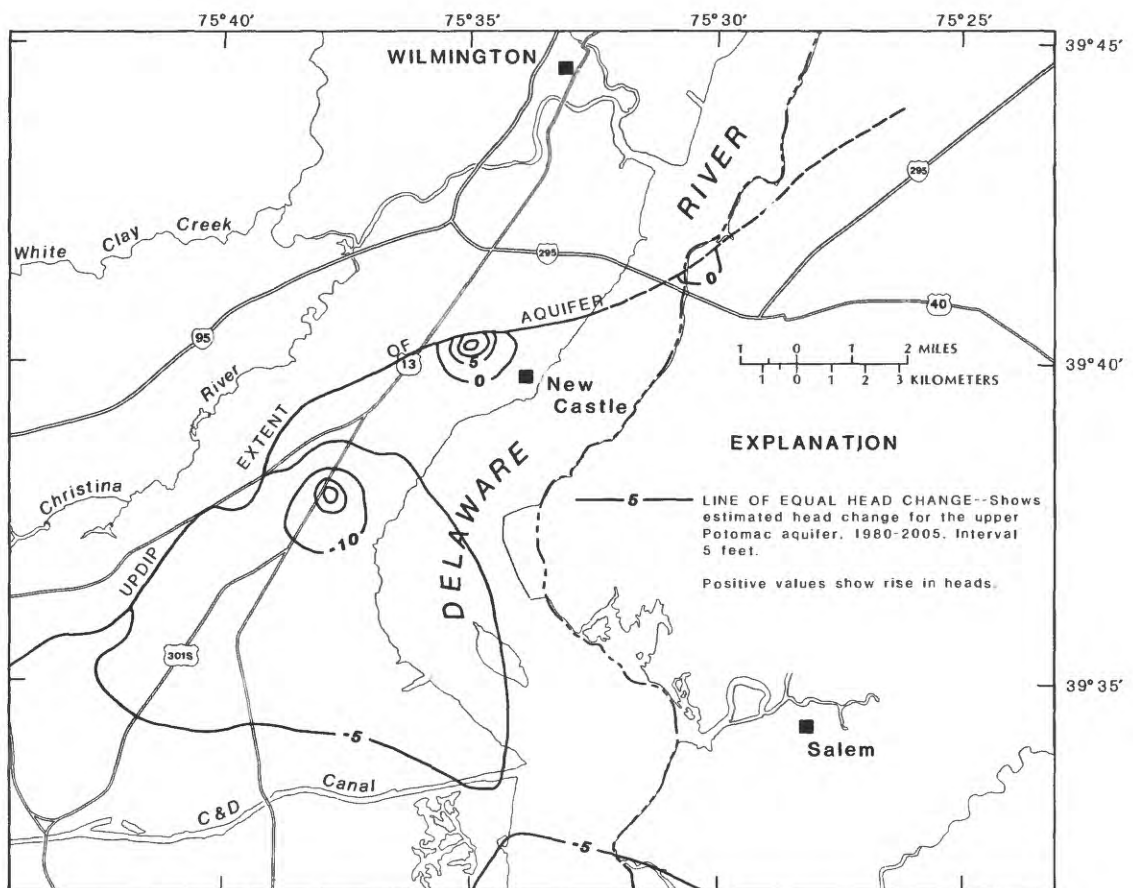 75°40′ 75°35′ 75°30′ 75°25′
39°45′
WILMINGTON
RIVER
295
White Clay Creek
295
0
40
AQUIFER
95
OF
13
5
0
1 0 1 2 MILES
39°40′
1 0 1 2 3 KILOMETERS
New
Castle
River
EXTENT
EXPLANATION
DELAWARE
Christina
5 LINE OF EQUAL HEAD CHANGE--Shows
estimated head change for the upper
Potomac aquifer, 1980-2005. Interval
5 feet.
-10
UPDIP
Positive values show rise in heads.
301S
39°35′
-5
Salem
Canal
C&D
-5